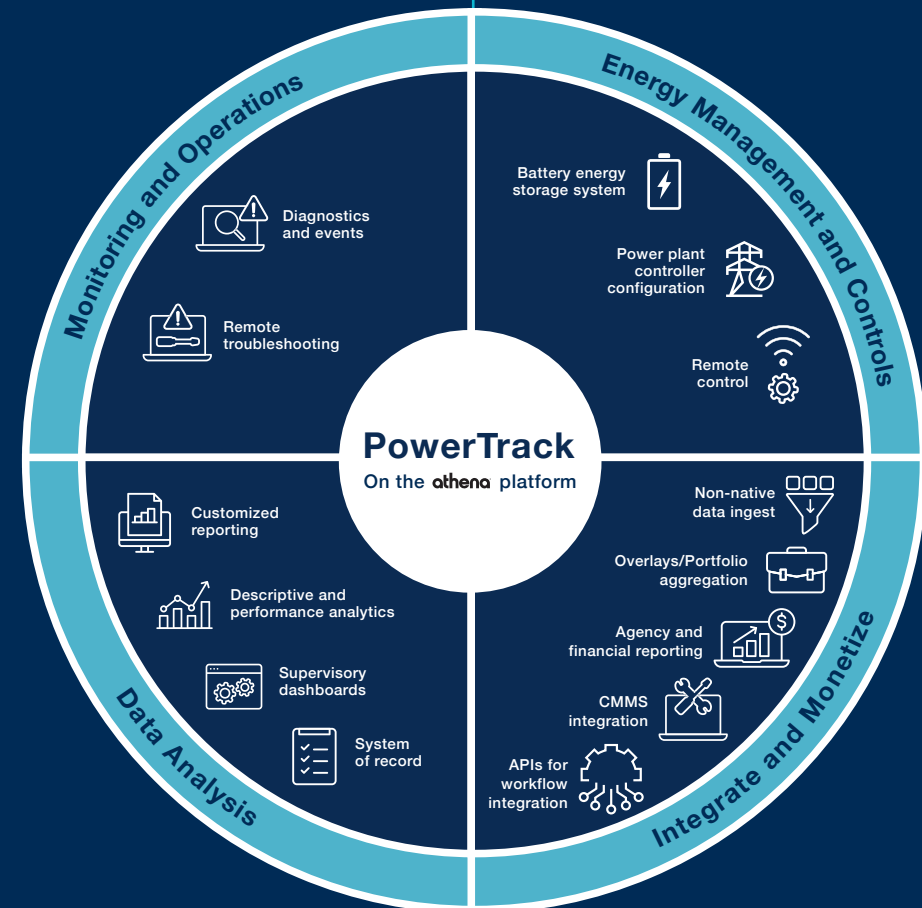 Monitoring and Operations
Diagnostics
and events
Remote
troubleshooting
Energy Management and Controls
Battery energy
storage system
Power plant
controller
configuration
Remote
control
PowerTrack
On the athena platform
Data Analysis
Customized
reporting
Descriptive and
performance analytics
Supervisory
dashboards
System
of record
Integrate and Monetize
Non-native
data ingest
Overlays/Portfolio
aggregation
Agency and
financial reporting
$
CMMS
integration
APIs for
workflow
integration